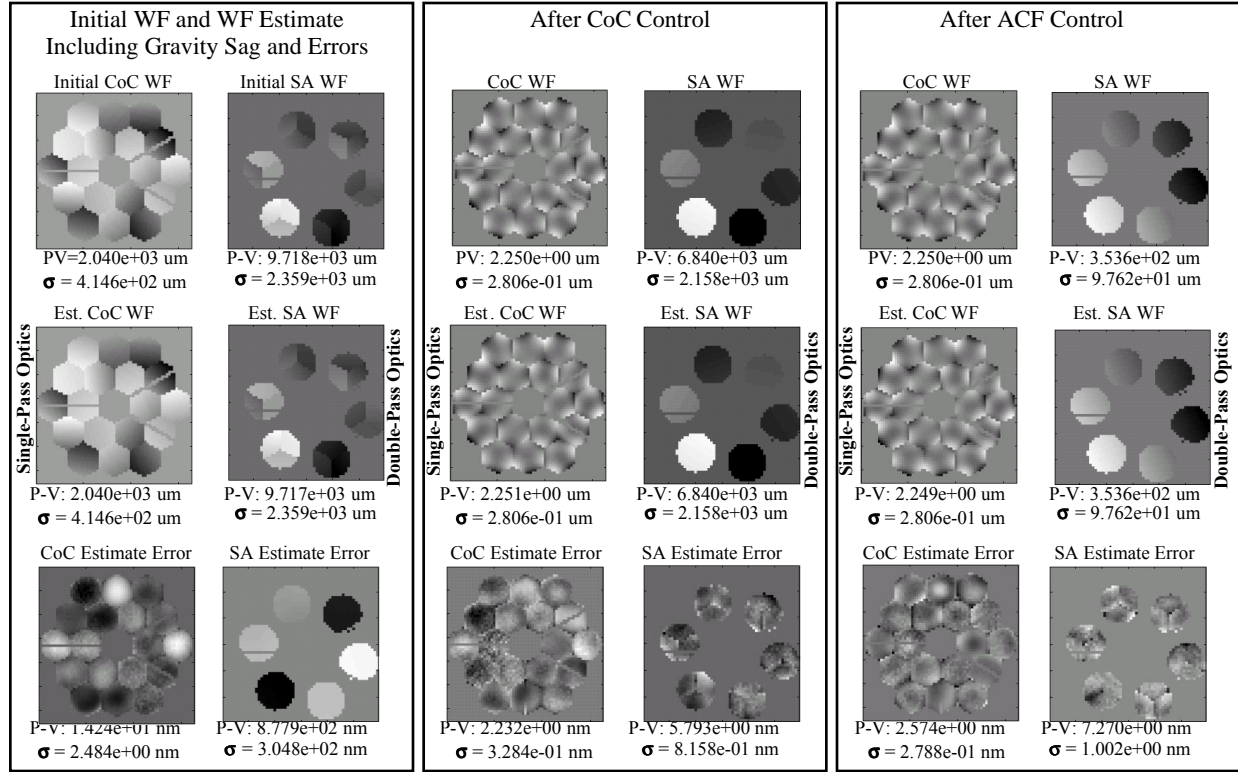 Initial WF and WF Estimate
Including Gravity Sag and Errors
Initial CoC WF
Initial SA WF
PV=2.040e+03 um
σ = 4.146e+02 um
P-V: 9.718e+03 um
σ = 2.359e+03 um
Est. CoC WF
Est. SA WF
Single-Pass Optics
Double-Pass Optics
P-V: 2.040e+03 um
σ = 4.146e+02 um
P-V: 9.717e+03 um
σ = 2.359e+03 um
CoC Estimate Error
SA Estimate Error
P-V: 1.424e+01 nm
σ = 2.484e+00 nm
P-V: 8.779e+02 nm
σ = 3.048e+02 nm
After CoC Control
CoC WF
SA WF
PV: 2.250e+00 um
σ = 2.806e-01 um
P-V: 6.840e+03 um
σ = 2.158e+03 um
Est. CoC WF
Est. SA WF
Single-Pass Optics
Double-Pass Optics
P-V: 2.251e+00 um
σ = 2.806e-01 um
P-V: 6.840e+03 um
σ = 2.158e+03 um
CoC Estimate Error
SA Estimate Error
P-V: 2.232e+00 nm
σ = 3.284e-01 nm
P-V: 5.793e+00 nm
σ = 8.158e-01 nm
After ACF Control
CoC WF
SA WF
PV: 2.250e+00 um
σ = 2.806e-01 um
P-V: 3.536e+02 um
σ = 9.762e+01 um
Est. CoC WF
Est. SA WF
Single-Pass Optics
Double-Pass Optics
P-V: 2.249e+00 um
σ = 2.806e-01 um
P-V: 3.536e+02 um
σ = 9.762e+01 um
CoC Estimate Error
SA Estimate Error
P-V: 2.574e+00 nm
σ = 2.788e-01 nm
P-V: 7.270e+00 nm
σ = 1.002e+00 nm